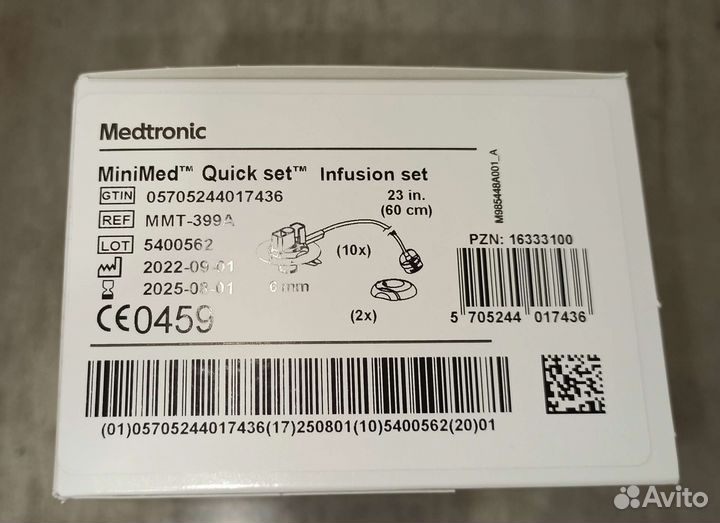 Medtronic
MiniMed™ Quick set™ Infusion set
GTIN 05705244017436
23 in.
(60 cm)
REF MMT-399A
LOT 5400562
(10x)
2022-09-01
2025-08-01
6 mm
(2x)
CE0459
M985448A001_A
PZN: 16333100
5 705244 017436
(01)05705244017436(17)250801(10)5400562(20)01
Avito